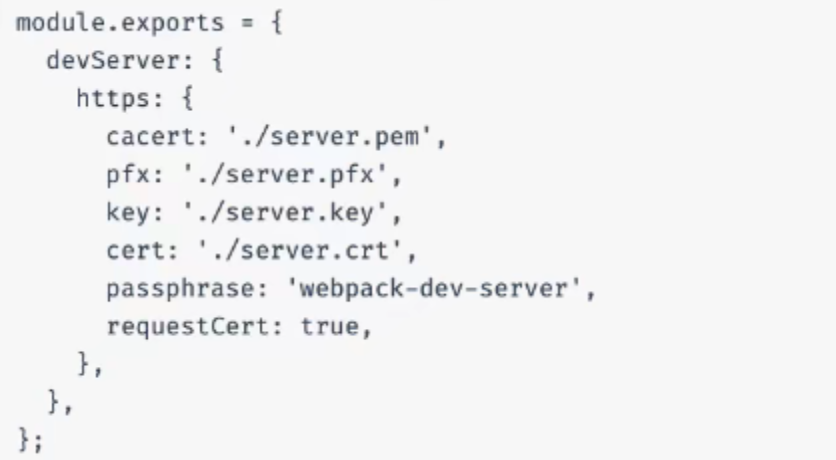 module.exports = {
  devServer: {
    https: {
      cacert: './server.pem',
      pfx: './server.pfx',
      key: './server.key',
      cert: './server.crt',
      passphrase: 'webpack-dev-server',
      requestCert: true,
    },
  },
};